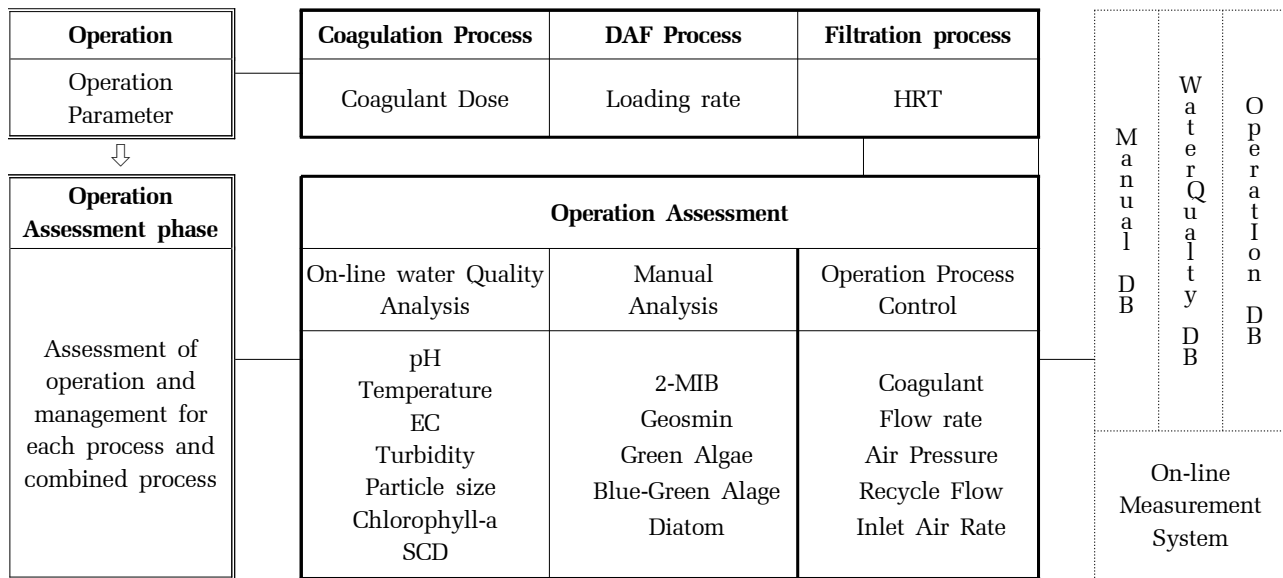 Operation
Operation
Parameter
Coagulation Process
DAF Process
Filtration process
Coagulant Dose
Loading rate
HRT
Operation
Assessment phase
Assessment of
operation and
management for
each process and
combined process
Operation Assessment
On-line water Quality
Analysis
Manual
Analysis
Operation Process
Control
pH
Temperature
EC
Turbidity
Particle size
Chlorophyll-a
SCD
2-MIB
Geosmin
Green Algae
Blue-Green Alage
Diatom
Coagulant
Flow rate
Air Pressure
Recycle Flow
Inlet Air Rate
Manual DB
WaterQualty DB
OperatIon DB
On-line
Measurement
System